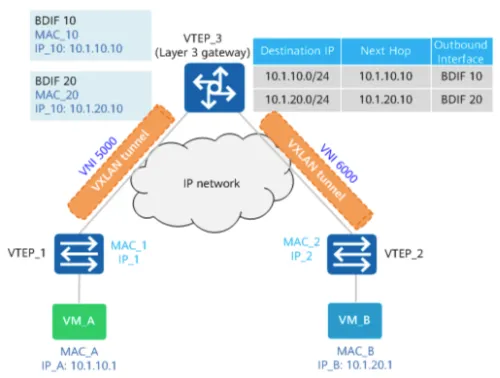 BDIF 10
MAC_10
IP_10: 10.1.10.10
BDIF 20
MAC_20
IP_10: 10.1.20.10
VTEP_3
(Layer 3 gateway)
Destination IP Next Hop Outbound Interface
10.1.10.0/24 10.1.10.10 BDIF 10
10.1.20.0/24 10.1.20.10 BDIF 20
VNI 5000
VXLAN tunnel
VNI 6000
VXLAN tunnel
IP network
VTEP_1
MAC_1
IP_1
MAC_2
IP_2
VTEP_2
VM_A
VM_B
MAC_A
IP_A: 10.1.10.1
MAC_B
IP_B: 10.1.20.1